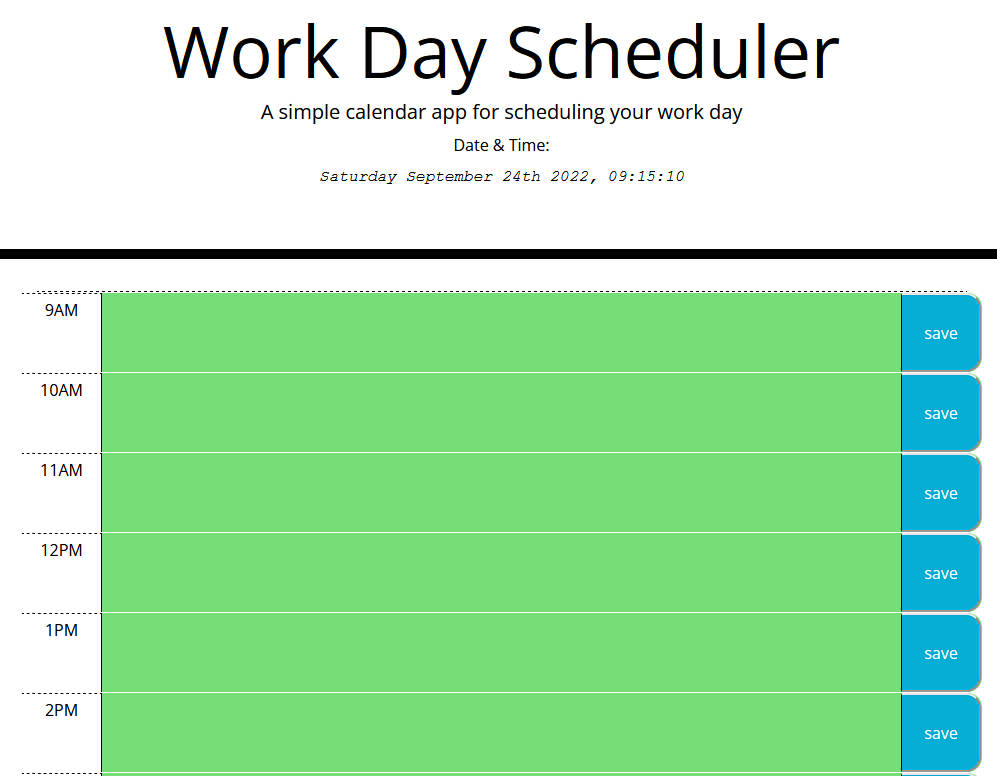 Work Day Scheduler
A simple calendar app for scheduling your work day
Date & Time:
Saturday September 24th 2022, 09:15:10
9AM
save
10AM
save
11AM
save
12PM
save
1PM
save
2PM
save